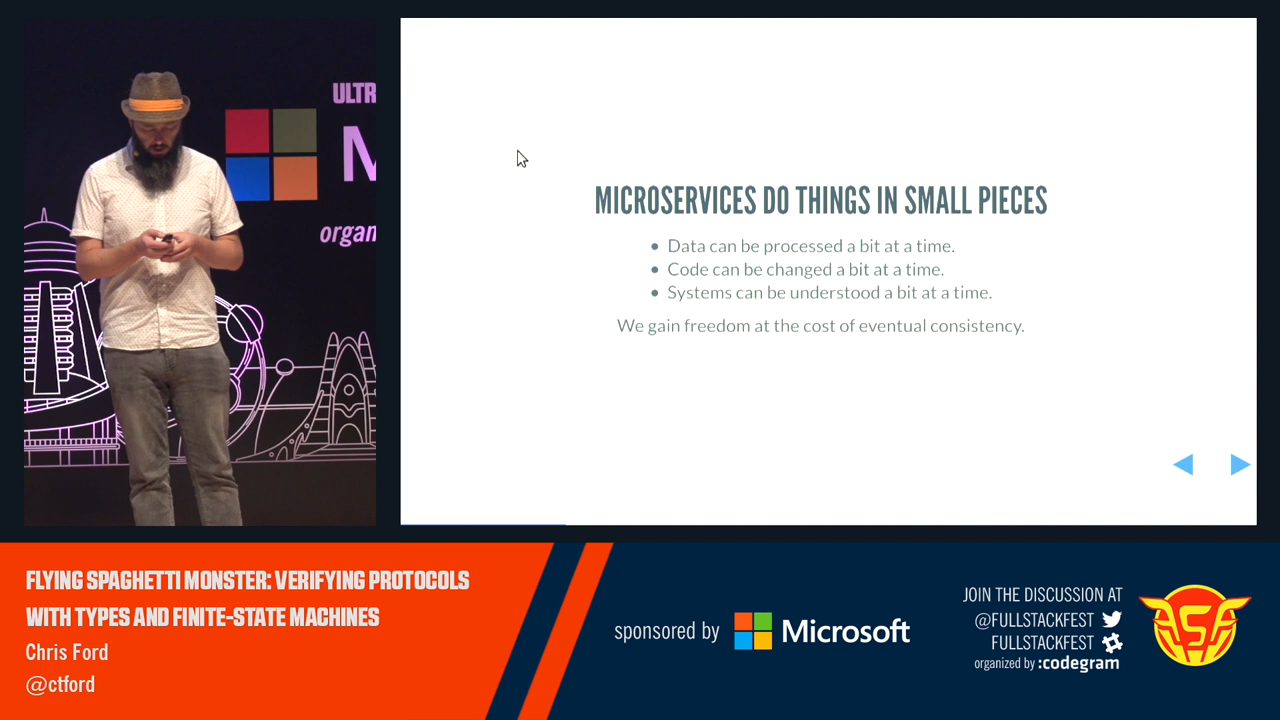 ULTR
M
organ
MICROSERVICES DO THINGS IN SMALL PIECES
Data can be processed a bit at a time.
Code can be changed a bit at a time.
Systems can be understood a bit at a time.
We gain freedom at the cost of eventual consistency.
FLYING SPAGHETTI MONSTER: VERIFYING PROTOCOLS
WITH TYPES AND FINITE-STATE MACHINES
Chris Ford
@ctford
sponsored by Microsoft
JOIN THE DISCUSSION AT
@FULLSTACKFEST
FULLSTACKFEST
organized by :codegram
FSF